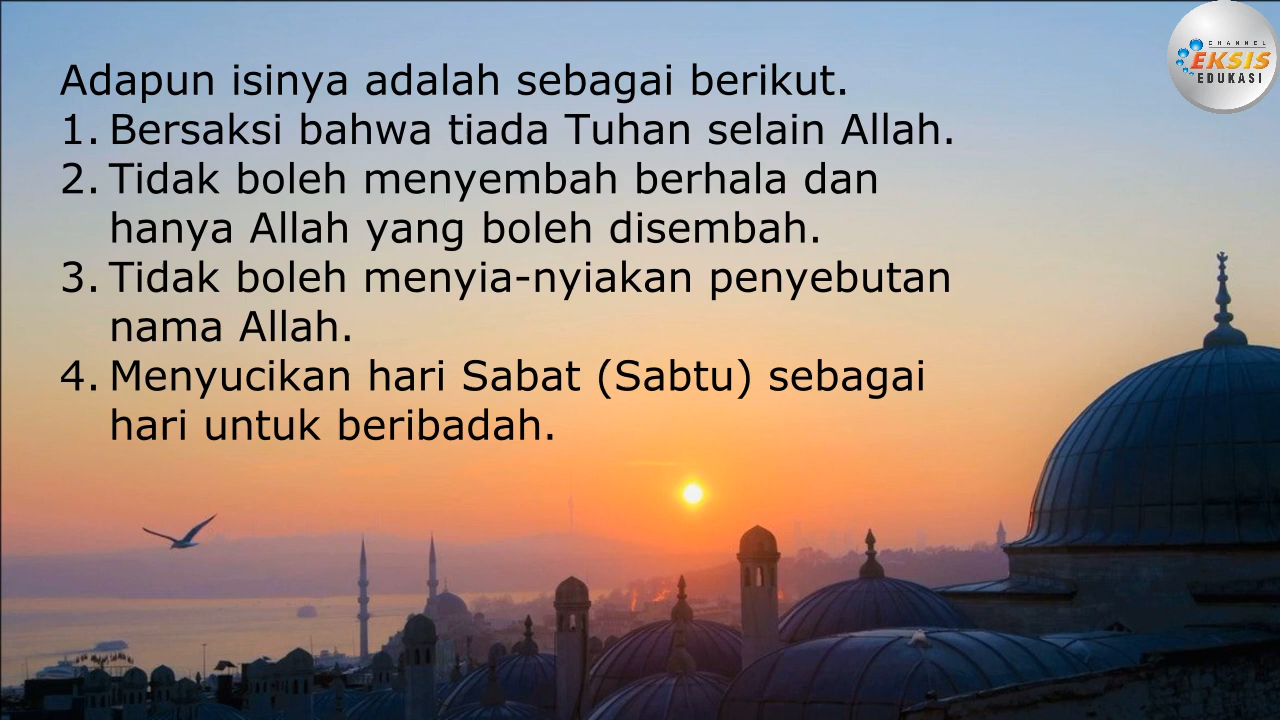 CHANNEL
EKSIS
EDUKASI
Adapun isinya adalah sebagai berikut.
1. Bersaksi bahwa tiada Tuhan selain Allah.
2. Tidak boleh menyembah berhala dan
hanya Allah yang boleh disembah.
3. Tidak boleh menyia-nyiakan penyebutan
nama Allah.
4. Menyucikan hari Sabat (Sabtu) sebagai
hari untuk beribadah.